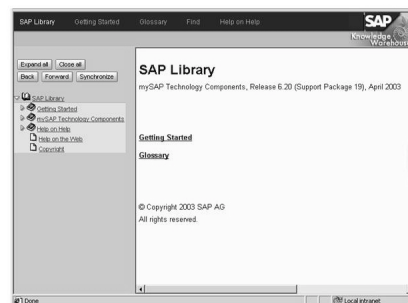 SAP Library Getting Started Glossary Find Help on Help
SAP
Knowledge
Warehouse
Expand all Close all
Back Forward Synchronize
SAP Library
Getting Started
mySAP Technology Components
Help on Help
Help on the Web
Copyright
SAP Library
mySAP Technology Components, Release 6.20 (Support Package 19), April 2003
Getting Started
Glossary
© Copyright 2003 SAP AG
All rights reserved.
Done Local intranet